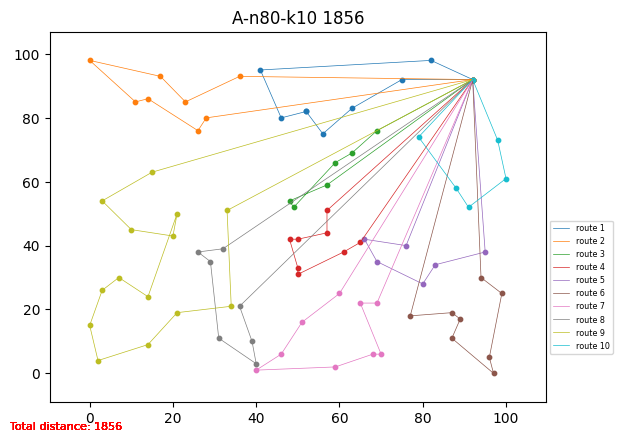 A-n80-k10 1856
100
80
60
40
20
0
0 20 40 60 80 100
route 1
route 2
route 3
route 4
route 5
route 6
route 7
route 8
route 9
route 10
Total distance: 1856